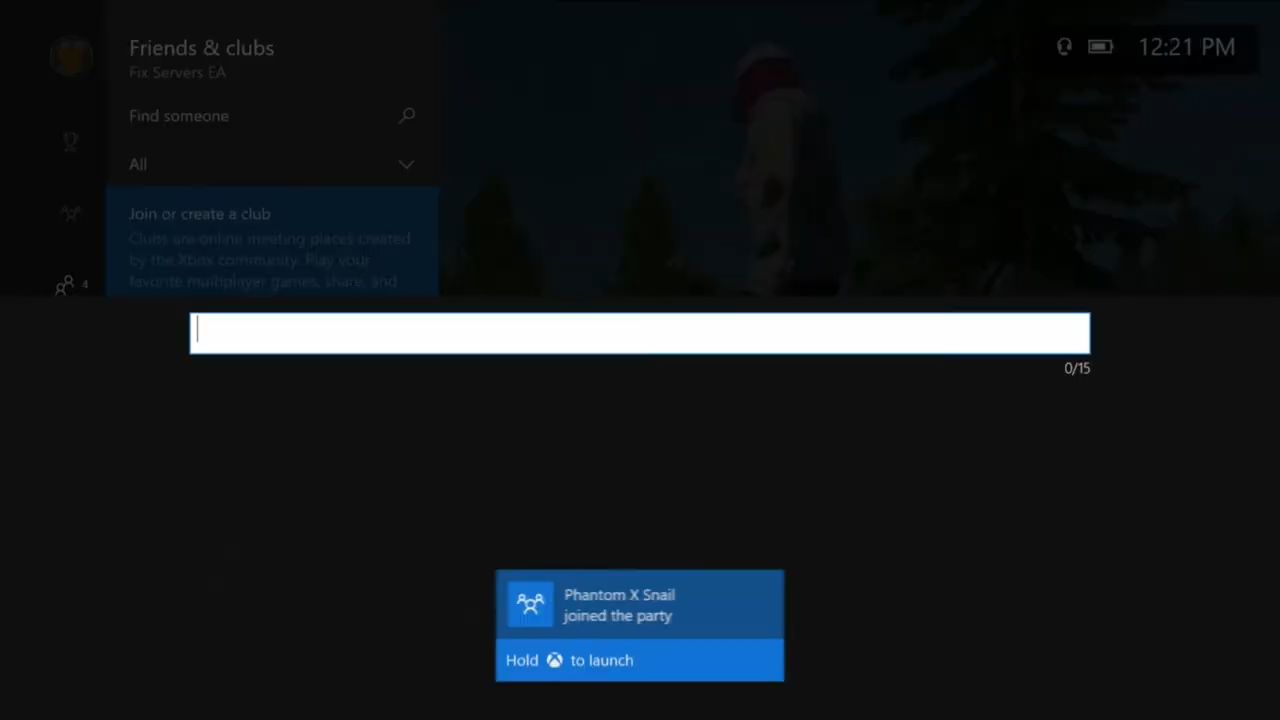 Friends & clubs
12:21 PM
Fix Servers EA
Find someone
All
Join or create a club
Clubs are online meeting places created
by the Xbox community. Play your
favorite multiplayer games, share, and
4
0/15
Phantom X Snail
joined the party
Hold to launch